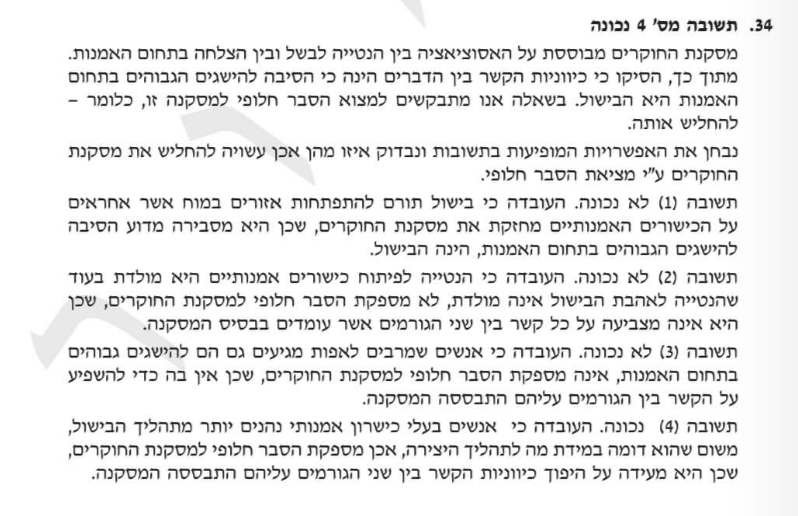 34. תשובה מס' 4 נכונה
מסקנת החוקרים מבוססת על האסוציאציה בין הנטייה לבשל ובין הצלחה בתחום האמנות.
מתוך כך, הסיקו כי כיווניות הקשר בין הדברים הינה כי הסיבה להישגים הגבוהים בתחום
האמנות היא הבישול. בשאלה אנו מתבקשים למצוא הסבר חלופי למסקנה זו, כלומר –
להחליש אותה.
נבחן את האפשרויות המופיעות בתשובות ונבדוק איזו מהן אכן עשויה להחליש את מסקנת
החוקרים ע"י מציאת הסבר חלופי.
תשובה (1) לא נכונה. העובדה כי בישול תורם להתפתחות אזורים במוח אשר אחראים
על הכישורים האמנותיים מחזקת את מסקנת החוקרים, שכן היא מסבירה מדוע הסיבה
להישגים הגבוהים בתחום האמנות, הינה הבישול.
תשובה (2) לא נכונה. העובדה כי הנטייה לפיתוח כישורים אמנותיים היא מולדת בעוד
שהנטייה לאהבת הבישול אינה מולדת, לא מספקת הסבר חלופי למסקנת החוקרים, שכן
היא אינה מצביעה על כל קשר בין שני הגורמים אשר עומדים בבסיס המסקנה.
תשובה (3) לא נכונה. העובדה כי אנשים שמרבים לאפות מגיעים גם הם להישגים גבוהים
בתחום האמנות, אינה מספקת הסבר חלופי למסקנת החוקרים, שכן אין בה כדי להשפיע
על הקשר בין הגורמים עליהם התבססה המסקנה.
תשובה (4) נכונה. העובדה כי אנשים בעלי כישרון אמנותי נהנים יותר מתהליך הבישול,
משום שהוא דומה במידת מה לתהליך היצירה, אכן מספקת הסבר חלופי למסקנת החוקרים,
שכן היא מעידה על היפוך כיווניות הקשר בין שני הגורמים עליהם התבססה המסקנה.